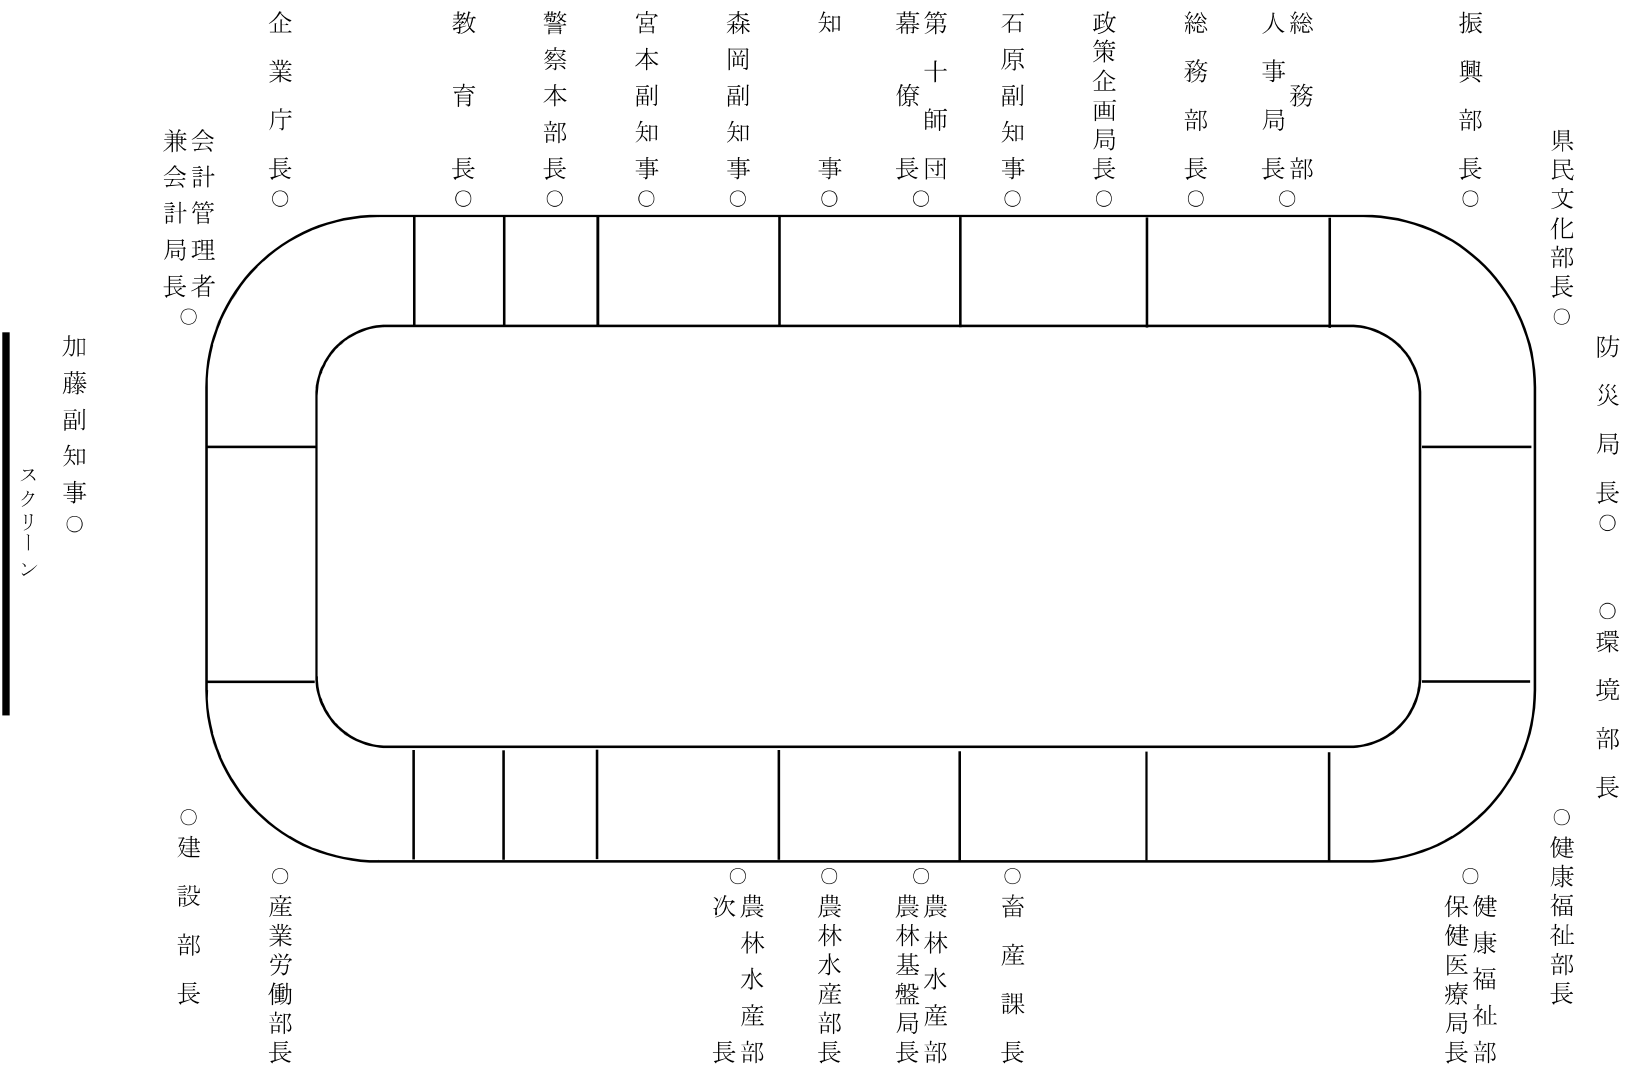 企業庁長○
教育長○
警察本部長○
宮本副知事○
森岡副知事○
知事○
第十師団
幕僚長○
石原副知事○
政策企画局長○
総務部長○
総務部
人事局長○
振興部長○
会計管理者
兼会計局長○
県民文化部長○
加藤副知事○
スクリーン
防災局長○
○環境部長
○建設部長
○健康福祉部長
○産業労働部長
○農林水産部
次長
○農林水産部長
○農林水産部
農林基盤局長
○畜産課長
○健康福祉部
保健医療局長